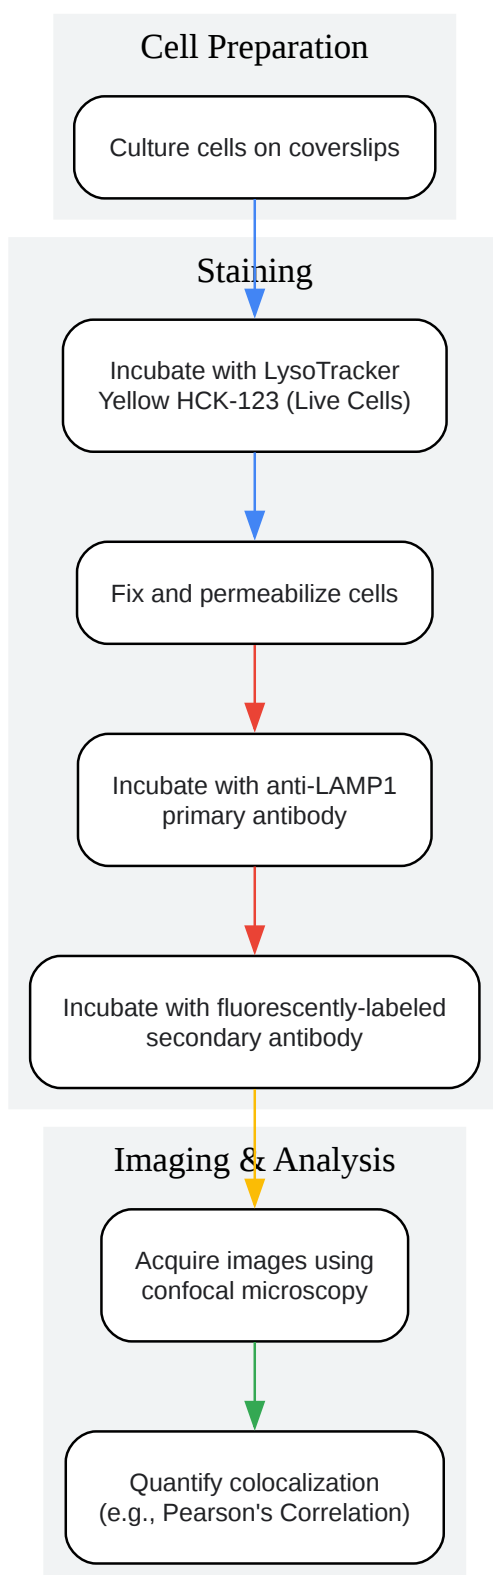 Cell Preparation
Culture cells on coverslips
Staining
Incubate with LysoTracker
Yellow HCK-123 (Live Cells)
Fix and permeabilize cells
Incubate with anti-LAMP1
primary antibody
Incubate with fluorescently-labeled
secondary antibody
Imaging & Analysis
Acquire images using
confocal microscopy
Quantify colocalization
(e.g., Pearson's Correlation)